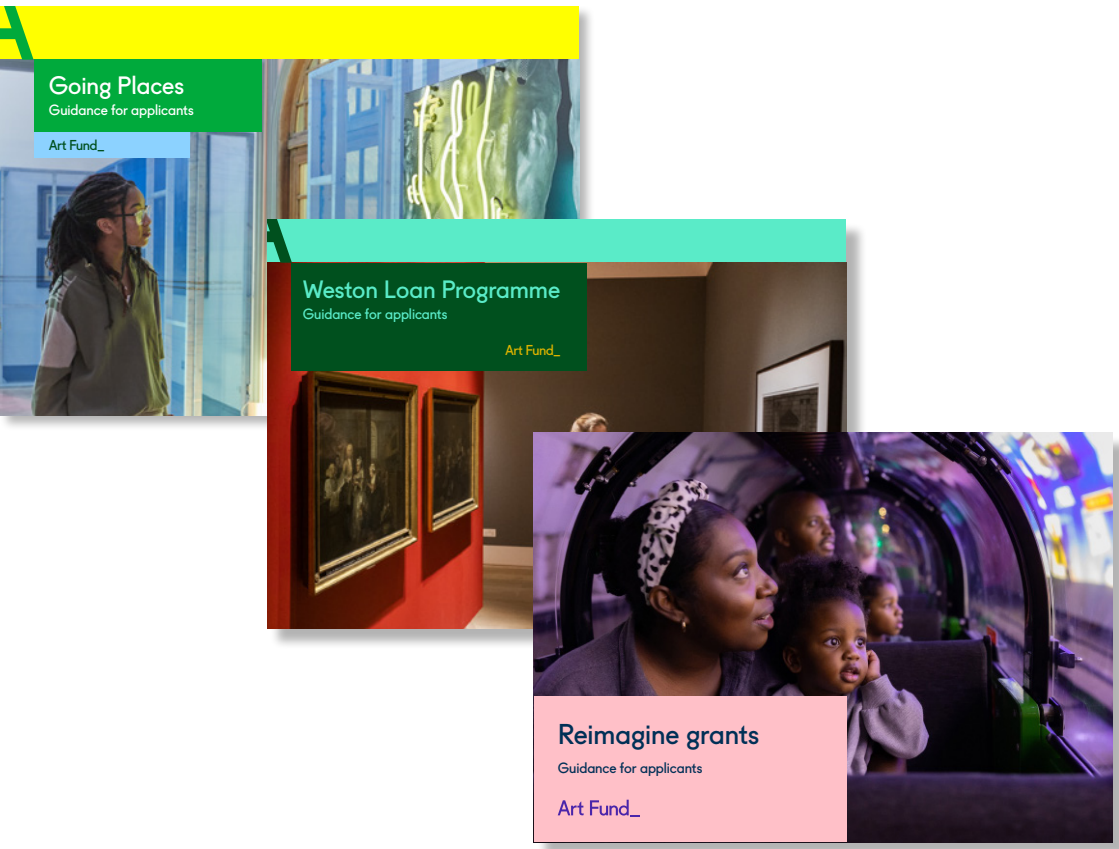 Going Places
Guidance for applicants
Art Fund_
Weston Loan Programme
Guidance for applicants
Art Fund_
Reimagine grants
Guidance for applicants
Art Fund_